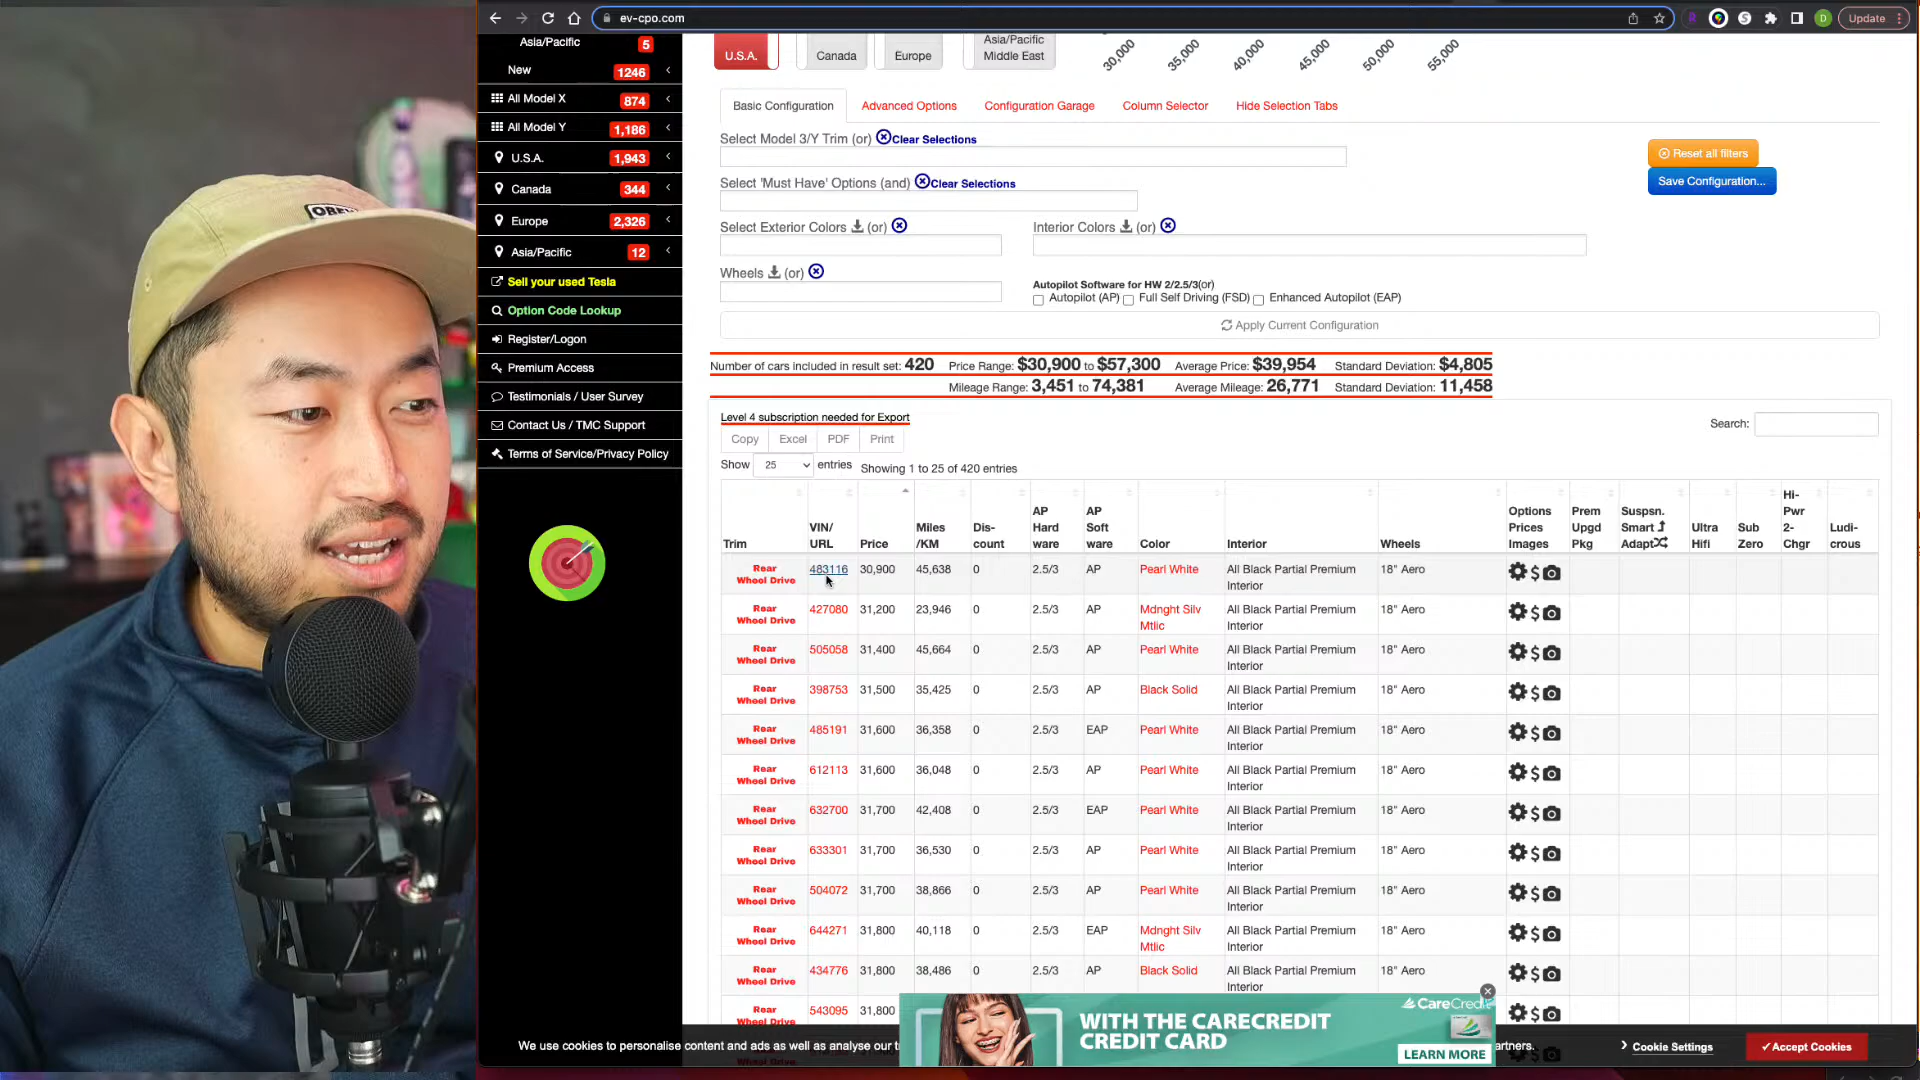 ev-cpo.com
Update
Asia/Pacific 5
New 1246
All Model X 874
All Model Y 1,186
U.S.A. 1,943
Canada 344
Europe 2,326
Asia/Pacific 12
Sell your used Tesla
Option Code Lookup
Register/Logon
Premium Access
Testimonials / User Survey
Contact Us / TMC Support
Terms of Service/Privacy Policy
U.S.A. Canada Europe Asia/Pacific
Middle East
30,000 35,000 40,000 45,000 50,000 55,000
Basic Configuration Advanced Options Configuration Garage Column Selector Hide Selection Tabs
Select Model 3/Y Trim (or) Clear Selections
Reset all filters
Select 'Must Have' Options (and) Clear Selections
Save Configuration...
Select Exterior Colors (or) Interior Colors (or)
Wheels (or)
Autopilot Software for HW 2/2.5/3(or)
Autopilot (AP) Full Self Driving (FSD) Enhanced Autopilot (EAP)
Apply Current Configuration
Number of cars included in result set: 420 Price Range: $30,900 to $57,300 Average Price: $39,954 Standard Deviation: $4,805
Mileage Range: 3,451 to 74,381 Average Mileage: 26,771 Standard Deviation: 11,458
Level 4 subscription needed for Export
Search:
Copy Excel PDF Print
Show 25 entries Showing 1 to 25 of 420 entries
Hi-
AP AP Options Prem Suspsn. Pwr
VIN/ Miles Dis- Hard Soft Prices Upgd Smart Ultra Sub 2- Ludi-
Trim URL Price /KM count ware ware Color Interior Wheels Images Pkg Adapt Hifi Zero Chgr crous
Rear 483116 30,900 45,638 0 2.5/3 AP Pearl White All Black Partial Premium 18" Aero $
Wheel Drive Interior
Rear 427080 31,200 23,946 0 2.5/3 AP Mdnght Silv All Black Partial Premium 18" Aero $
Wheel Drive Mtlic Interior
Rear 505058 31,400 45,664 0 2.5/3 AP Pearl White All Black Partial Premium 18" Aero $
Wheel Drive Interior
Rear 398753 31,500 35,425 0 2.5/3 AP Black Solid All Black Partial Premium 18" Aero $
Wheel Drive Interior
Rear 485191 31,600 36,358 0 2.5/3 EAP Pearl White All Black Partial Premium 18" Aero $
Wheel Drive Interior
Rear 612113 31,600 36,048 0 2.5/3 AP Pearl White All Black Partial Premium 18" Aero $
Wheel Drive Interior
Rear 632700 31,700 42,408 0 2.5/3 EAP Pearl White All Black Partial Premium 18" Aero $
Wheel Drive Interior
Rear 633301 31,700 36,530 0 2.5/3 AP Pearl White All Black Partial Premium 18" Aero $
Wheel Drive Interior
Rear 504072 31,700 38,866 0 2.5/3 AP Pearl White All Black Partial Premium 18" Aero $
Wheel Drive Interior
Rear 644271 31,800 40,118 0 2.5/3 EAP Mdnght Silv All Black Partial Premium 18" Aero $
Wheel Drive Mtlic Interior
Rear 434776 31,800 38,486 0 2.5/3 AP Black Solid All Black Partial Premium 18" Aero $
Wheel Drive Interior
Rear 543095 31,800 $
Wheel Drive
CareCredit
WITH THE CARECREDIT
CREDIT CARD
LEARN MORE
We use cookies to personalise content and ads as well as analyse our artners.
Cookie Settings
Accept Cookies